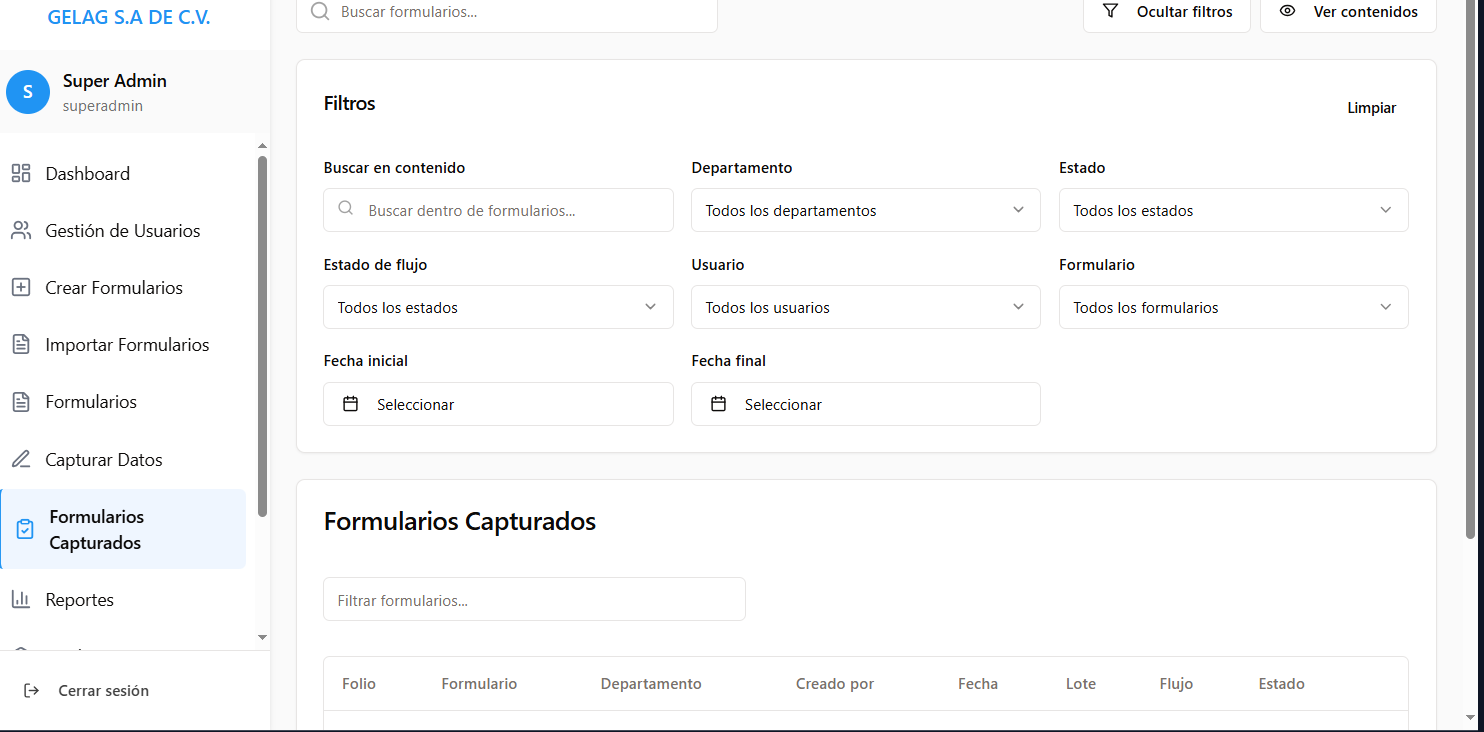 GELAG S.A DE C.V.
S
Super Admin
superadmin
Dashboard
Gestión de Usuarios
Crear Formularios
Importar Formularios
Formularios
Capturar Datos
Formularios
Capturados
Reportes
Cerrar sesión
Buscar formularios...
Ocultar filtros
Ver contenidos
Filtros
Limpiar
Buscar en contenido
Departamento
Estado
Buscar dentro de formularios...
Todos los departamentos
Todos los estados
Estado de flujo
Usuario
Formulario
Todos los estados
Todos los usuarios
Todos los formularios
Fecha inicial
Fecha final
Seleccionar
Seleccionar
Formularios Capturados
Filtrar formularios...
Folio Formulario Departamento Creado por Fecha Lote Flujo Estado